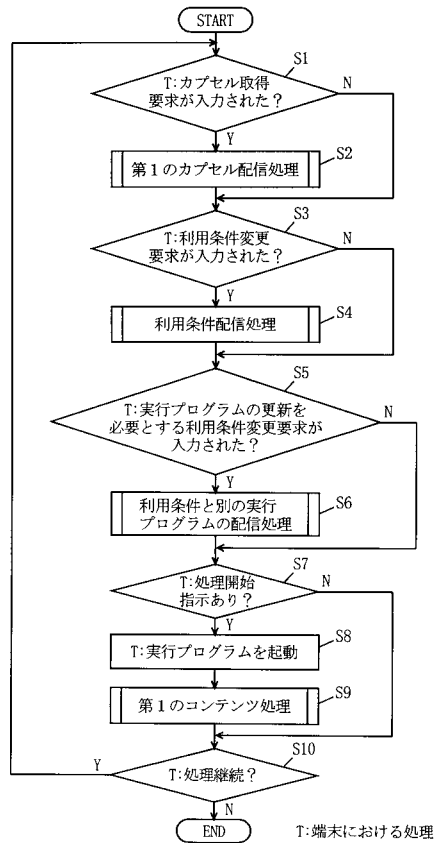 START
S1
T:カプセル取得
要求が入力された？
N
Y
S2
第1のカプセル配信処理
S3
T:利用条件変更
要求が入力された？
N
Y
S4
利用条件配信処理
S5
T:実行プログラムの更新を
必要とする利用条件変更要求が
入力された？
N
Y
S6
利用条件と別の実行
プログラムの配信処理
S7
T:処理開始
指示あり？
N
Y
S8
T:実行プログラムを起動
S9
第1のコンテンツ処理
S10
Y
T:処理継続？
N
END
T:端末における処理